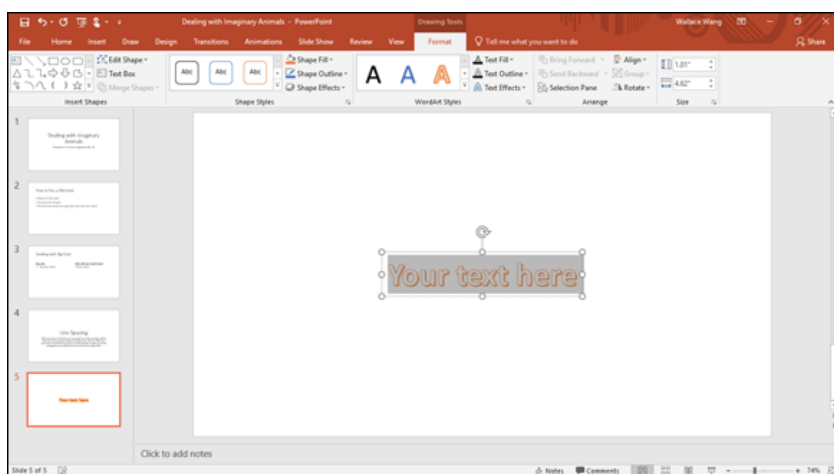 Dealing with Imaginary Animals - PowerPoint
Drawing Tools
Wallace Wang
File Home Insert Draw Design Transitions Animations Slide Show Review View Format Tell me what you want to do Share
Edit Shape
Text Box
Merge Shapes
Insert Shapes
Abc Abc Abc
Shape Fill
Shape Outline
Shape Effects
Shape Styles
A A A
Text Fill
Text Outline
Text Effects
WordArt Styles
Bring Forward
Send Backward
Selection Pane
Align
Group
Rotate
Arrange
1.01"
4.62"
Size
1
Dealing with Imaginary
Animals
2
How to Buy a Mermaid
3
Dealing with Big Foot
4
Line Spacing
5
Your text here
Your text here
Click to add notes
Slide 5 of 5
Notes Comments
74%